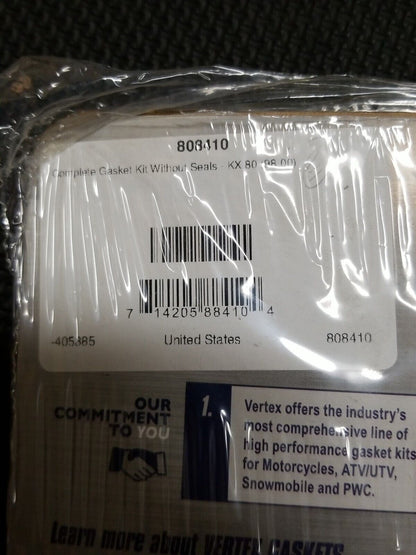 808410
Complete Gasket Kit Without Seals KX 80 (98-00)
7 14205 88410 4
-405385 United States 808410
OUR COMMITMENT TO YOU
1.
Vertex offers the industry's
most comprehensive line of
high performance gasket kits
for Motorcycles, ATV/UTV,
Snowmobile and PWC.
Learn more about VERTEX GASKETS